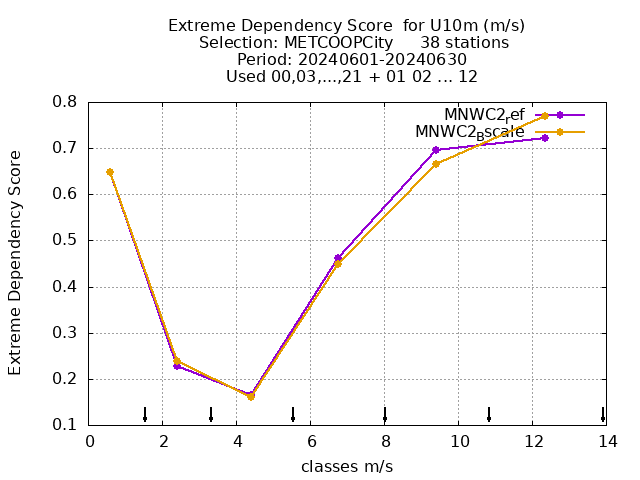 Extreme Dependency Score  for U10m (m/s)
Selection: METCOOPCity     38 stations
Period: 20240601-20240630
Used 00,03,...,21 + 01 02 ... 12
MNWC2ref
MNWC2Bscale
Extreme Dependency Score
0.8
0.7
0.6
0.5
0.4
0.3
0.2
0.1
0 2 4 6 8 10 12 14
classes m/s